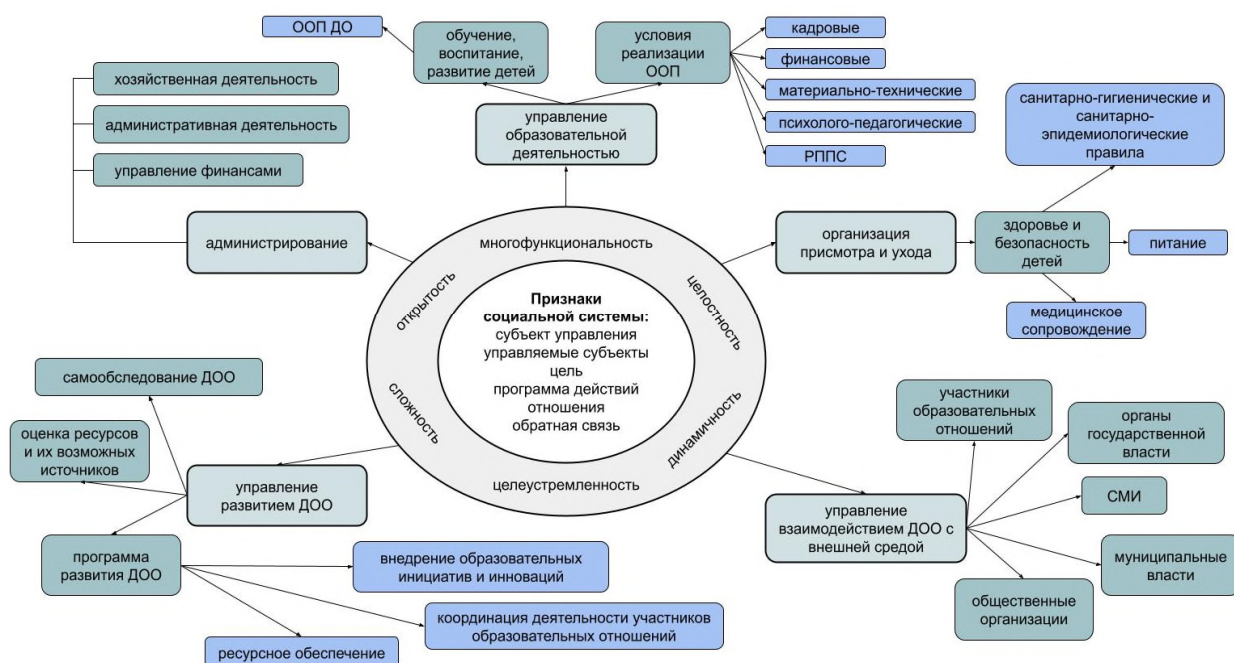 ООП ДО
обучение,
воспитание,
развитие детей
условия
реализации
ООП
кадровые
финансовые
материально-технические
психолого-педагогические
РППС
хозяйственная деятельность
административная деятельность
управление финансами
управление
образовательной
деятельностью
санитарно-гигиенические и
санитарно-
эпидемиологические
правила
администрирование
организация
присмотра и ухода
здоровье и
безопасность
детей
питание
медицинское
сопровождение
многофункциональность
открытость
целостность
сложность
динамичность
целеустремленность
Признаки
социальной системы:
субъект управления
управляемые субъекты
цель
программа действий
отношения
обратная связь
самообследование ДОО
оценка ресурсов
и их возможных
источников
управление
развитием ДОО
программа
развития ДОО
внедрение образовательных
инициатив и инноваций
координация деятельности участников
образовательных отношений
ресурсное обеспечение
участники
образовательных
отношений
органы
государственной
власти
СМИ
управление
взаимодействием ДОО с
внешней средой
муниципальные
власти
общественные
организации